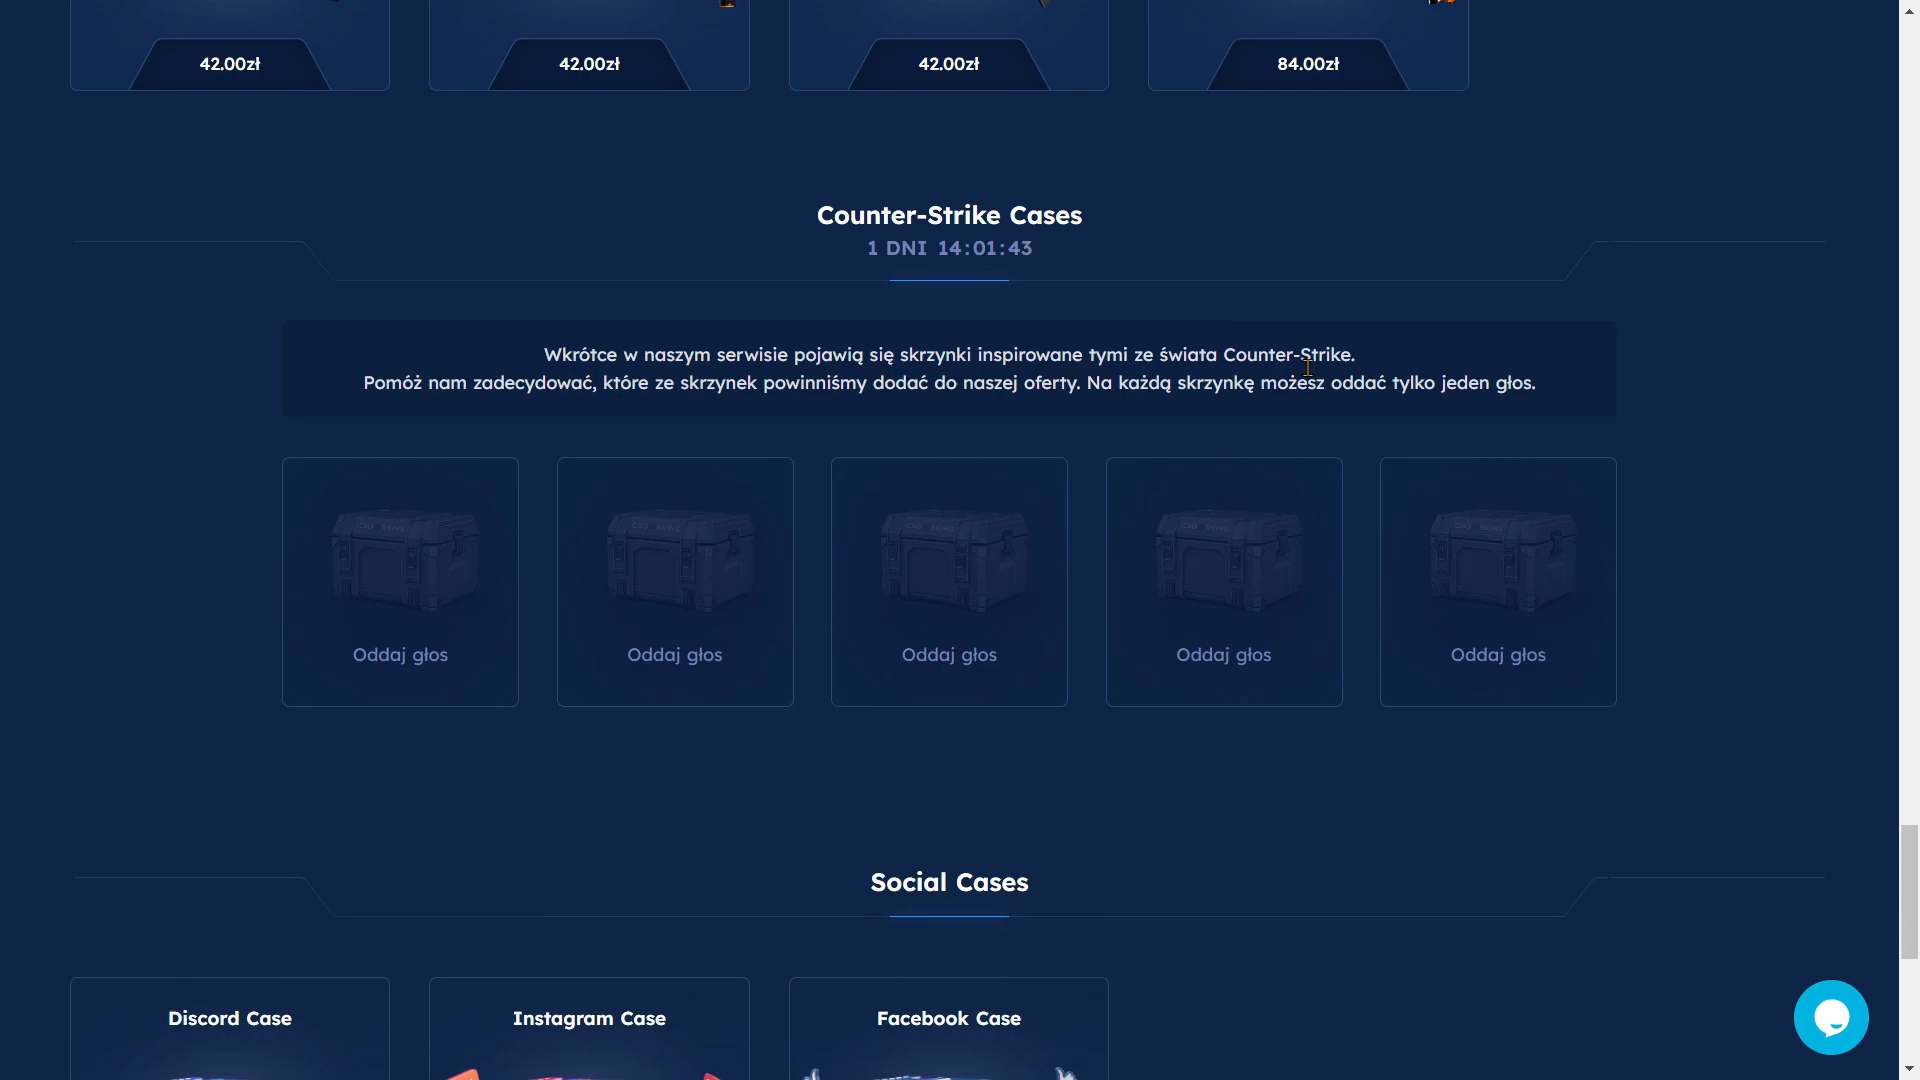 42.00zł
42.00zł
42.00zł
84.00zł
Counter-Strike Cases
1 DNI 14:01:43
Wkrótce w naszym serwisie pojawią się skrzynki inspirowane tymi ze świata Counter-Strike.
Pomóż nam zadecydować, które ze skrzynek powinniśmy dodać do naszej oferty. Na każdą skrzynkę możesz oddać tylko jeden głos.
Oddaj głos
Oddaj głos
Oddaj głos
Oddaj głos
Oddaj głos
Social Cases
Discord Case
Instagram Case
Facebook Case